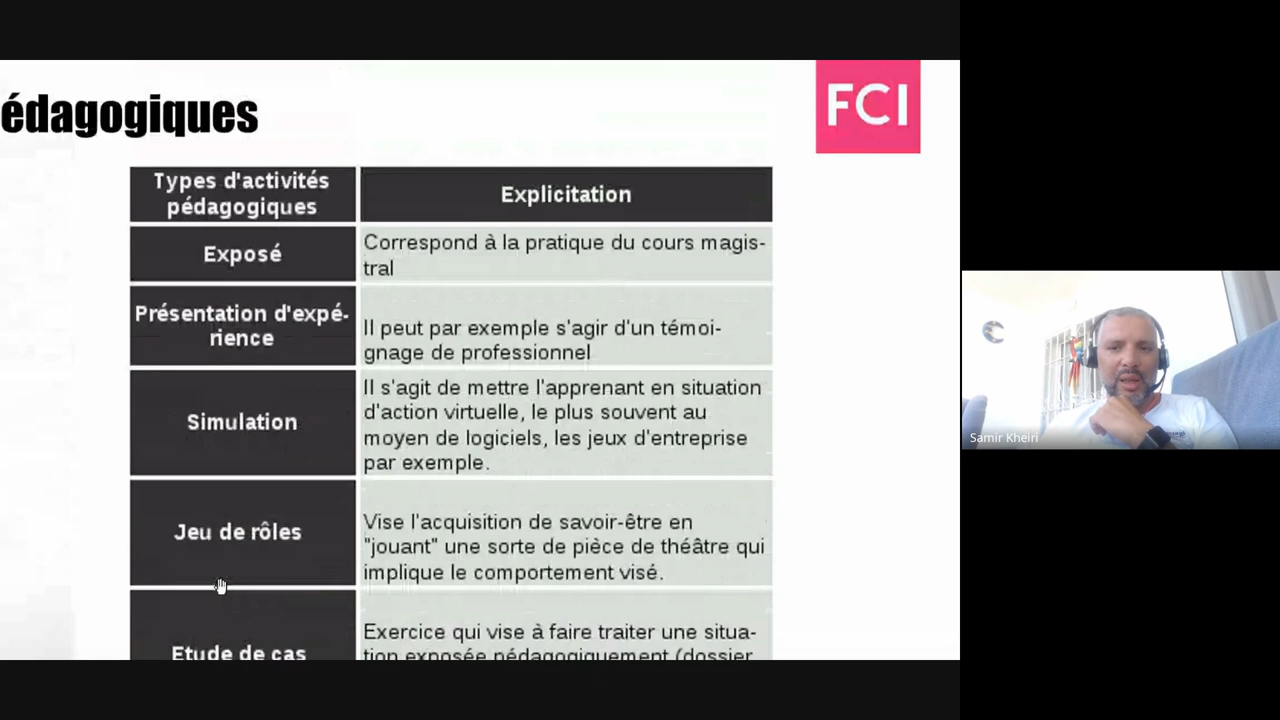 édagogiques
FCI
Types d'activités
pédagogiques
Explicitation
Exposé
Correspond à la pratique du cours magis-
tral
Présentation d'expé-
rience
Il peut par exemple s'agir d'un témoi-
gnage de professionnel
Simulation
Il s'agit de mettre l'apprenant en situation
d'action virtuelle, le plus souvent au
moyen de logiciels, les jeux d'entreprise
par exemple.
Jeu de rôles
Vise l'acquisition de savoir-être en
"jouant" une sorte de pièce de théâtre qui
implique le comportement visé.
Etude de cas
Exercice qui vise à faire traiter une situa-
tion exposée pédagogiquement (dossier
Samir Kheiri